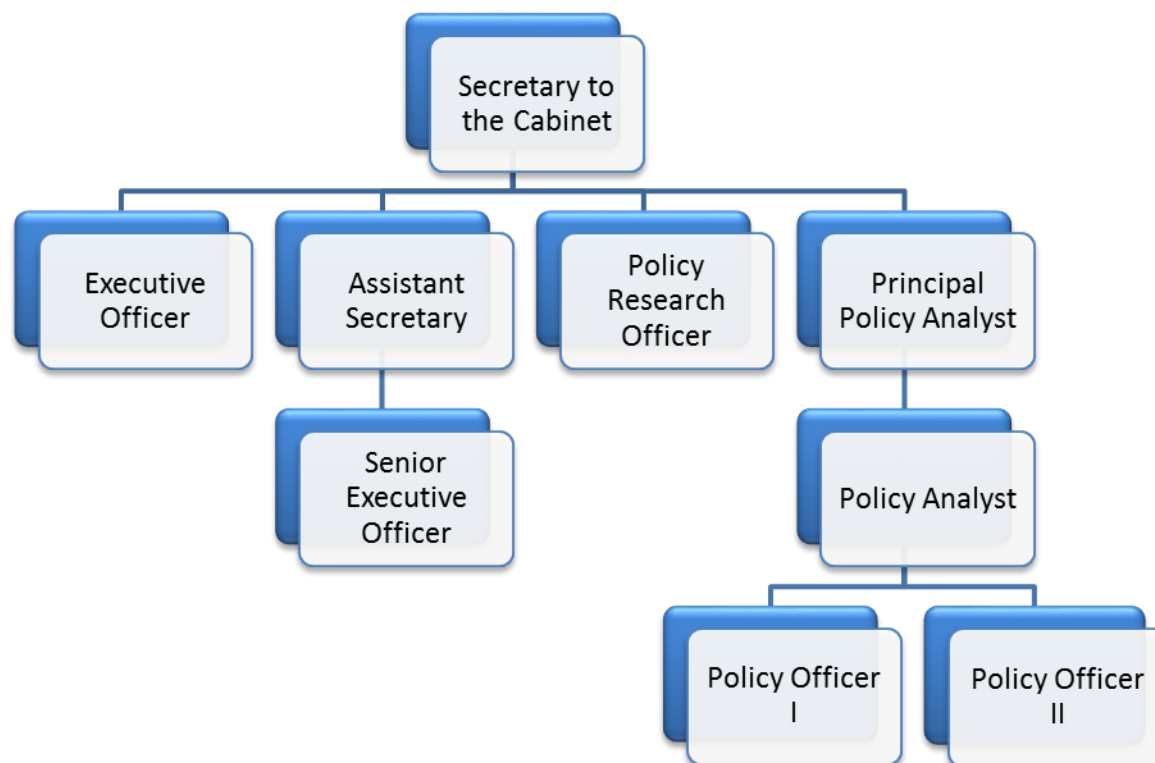 Secretary to
the Cabinet
Executive
Officer
Assistant
Secretary
Policy
Research
Officer
Principal
Policy Analyst
Senior
Executive
Officer
Policy Analyst
Policy Officer
I
Policy Officer
II